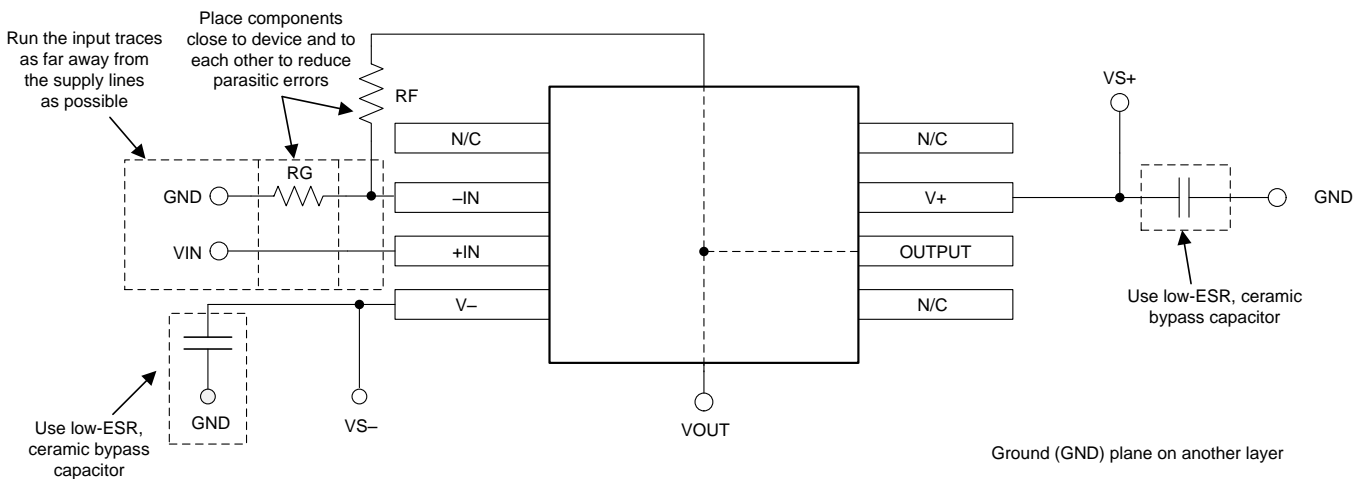 Place components
close to device and to
each other to reduce
parasitic errors
Run the input traces
as far away from
the supply lines
as possible
RF
VS+
N/C
N/C
RG
GND
–IN
V+
GND
VIN
+IN
OUTPUT
V–
N/C
Use low-ESR, ceramic
bypass capacitor
GND
VS–
VOUT
Use low-ESR,
ceramic bypass
capacitor
Ground (GND) plane on another layer